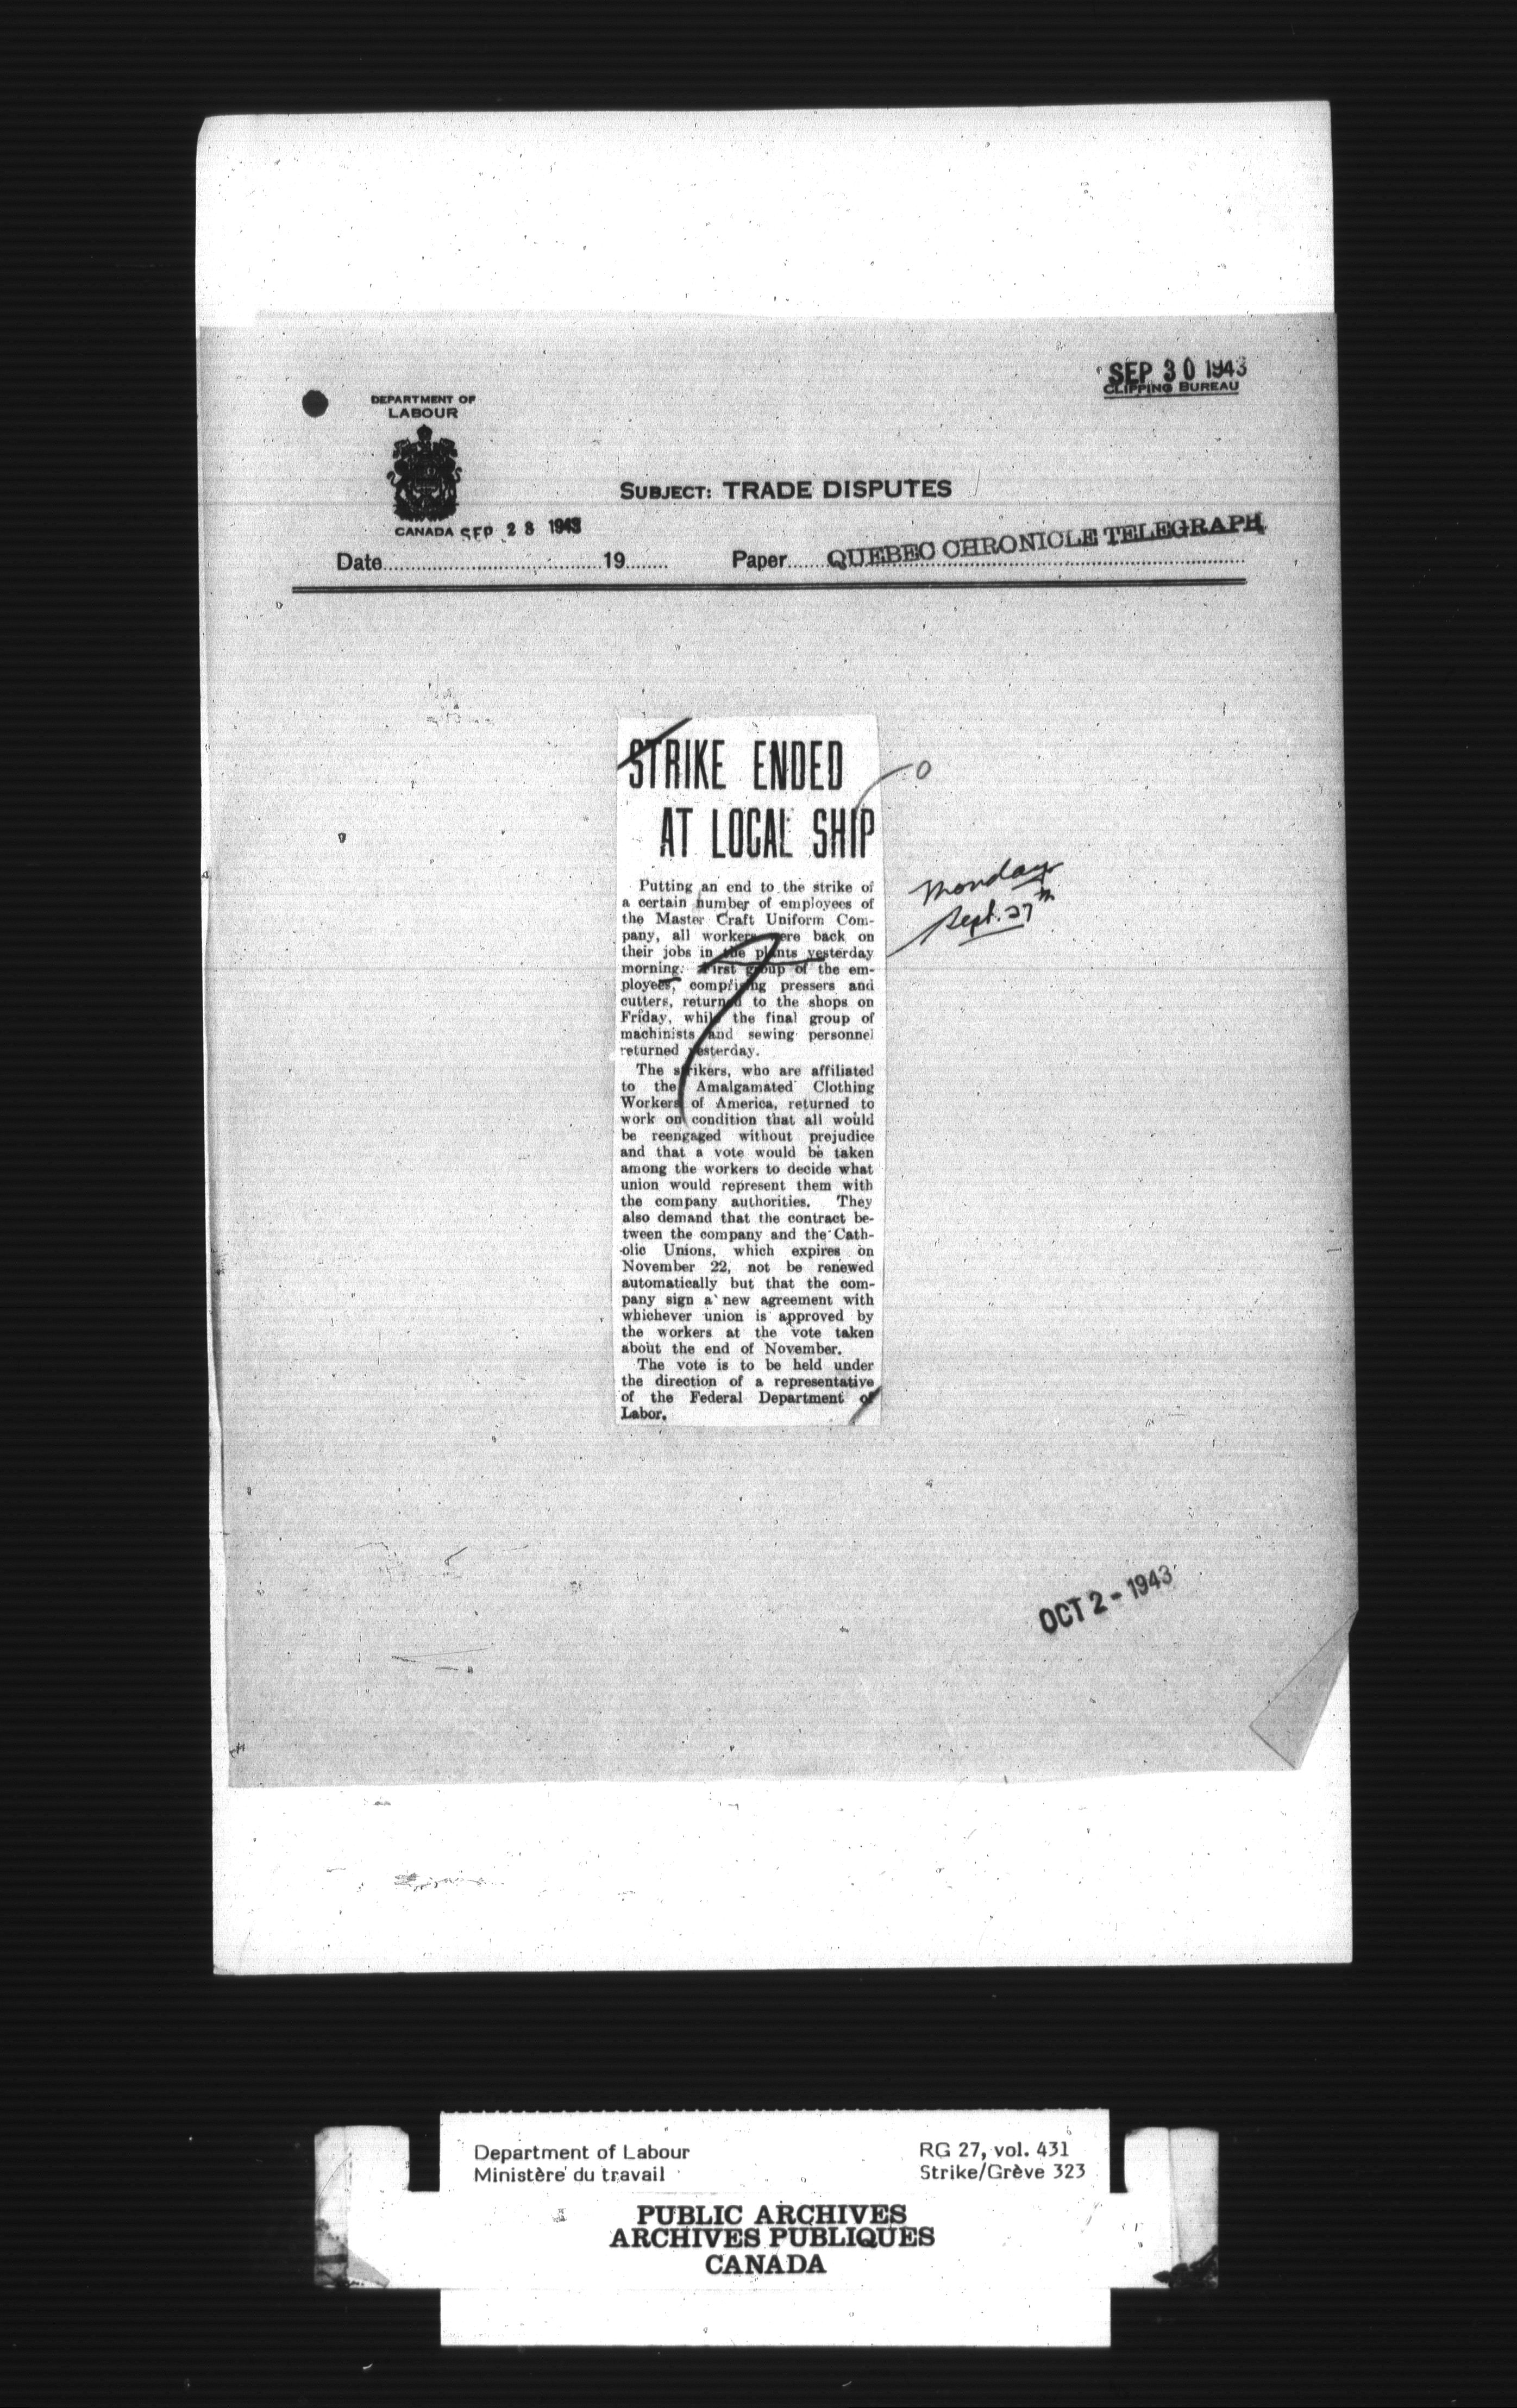 SEP 30 1943
CLIPPING BUREAU
DEPARTMENT OF
LABOUR
SUBJECT: TRADE DISPUTES
CANADA SEP 28 1943
Date 19 Paper QUEBEC CHRONICLE TELEGRAPH
STRIKE ENDED
AT LOCAL SHIP
Monday
Sept. 27th
Putting an end to the strike of
a certain number of employees of
the Master Craft Uniform Com-
pany, all workers were back on
their jobs in the plants yesterday
morning. First group of the em-
ployees, comprising pressers and
cutters, returned to the shops on
Friday, while the final group of
machinists and sewing personnel
returned yesterday.
The strikers, who are affiliated
to the Amalgamated Clothing
Workers of America, returned to
work on condition that all would
be reengaged without prejudice
and that a vote would be taken
among the workers to decide what
union would represent them with
the company authorities. They
also demand that the contract be-
tween the company and the Cath-
olic Unions, which expires on
November 22, not be renewed
automatically but that the com-
pany sign a new agreement with
whichever union is approved by
the workers at the vote taken
about the end of November.
The vote is to be held under
the direction of a representative
of the Federal Department of
Labor.
OCT 2 - 1943
Department of Labour
Ministère du travail
RG 27, vol. 431
Strike/Grève 323
PUBLIC ARCHIVES
ARCHIVES PUBLIQUES
CANADA